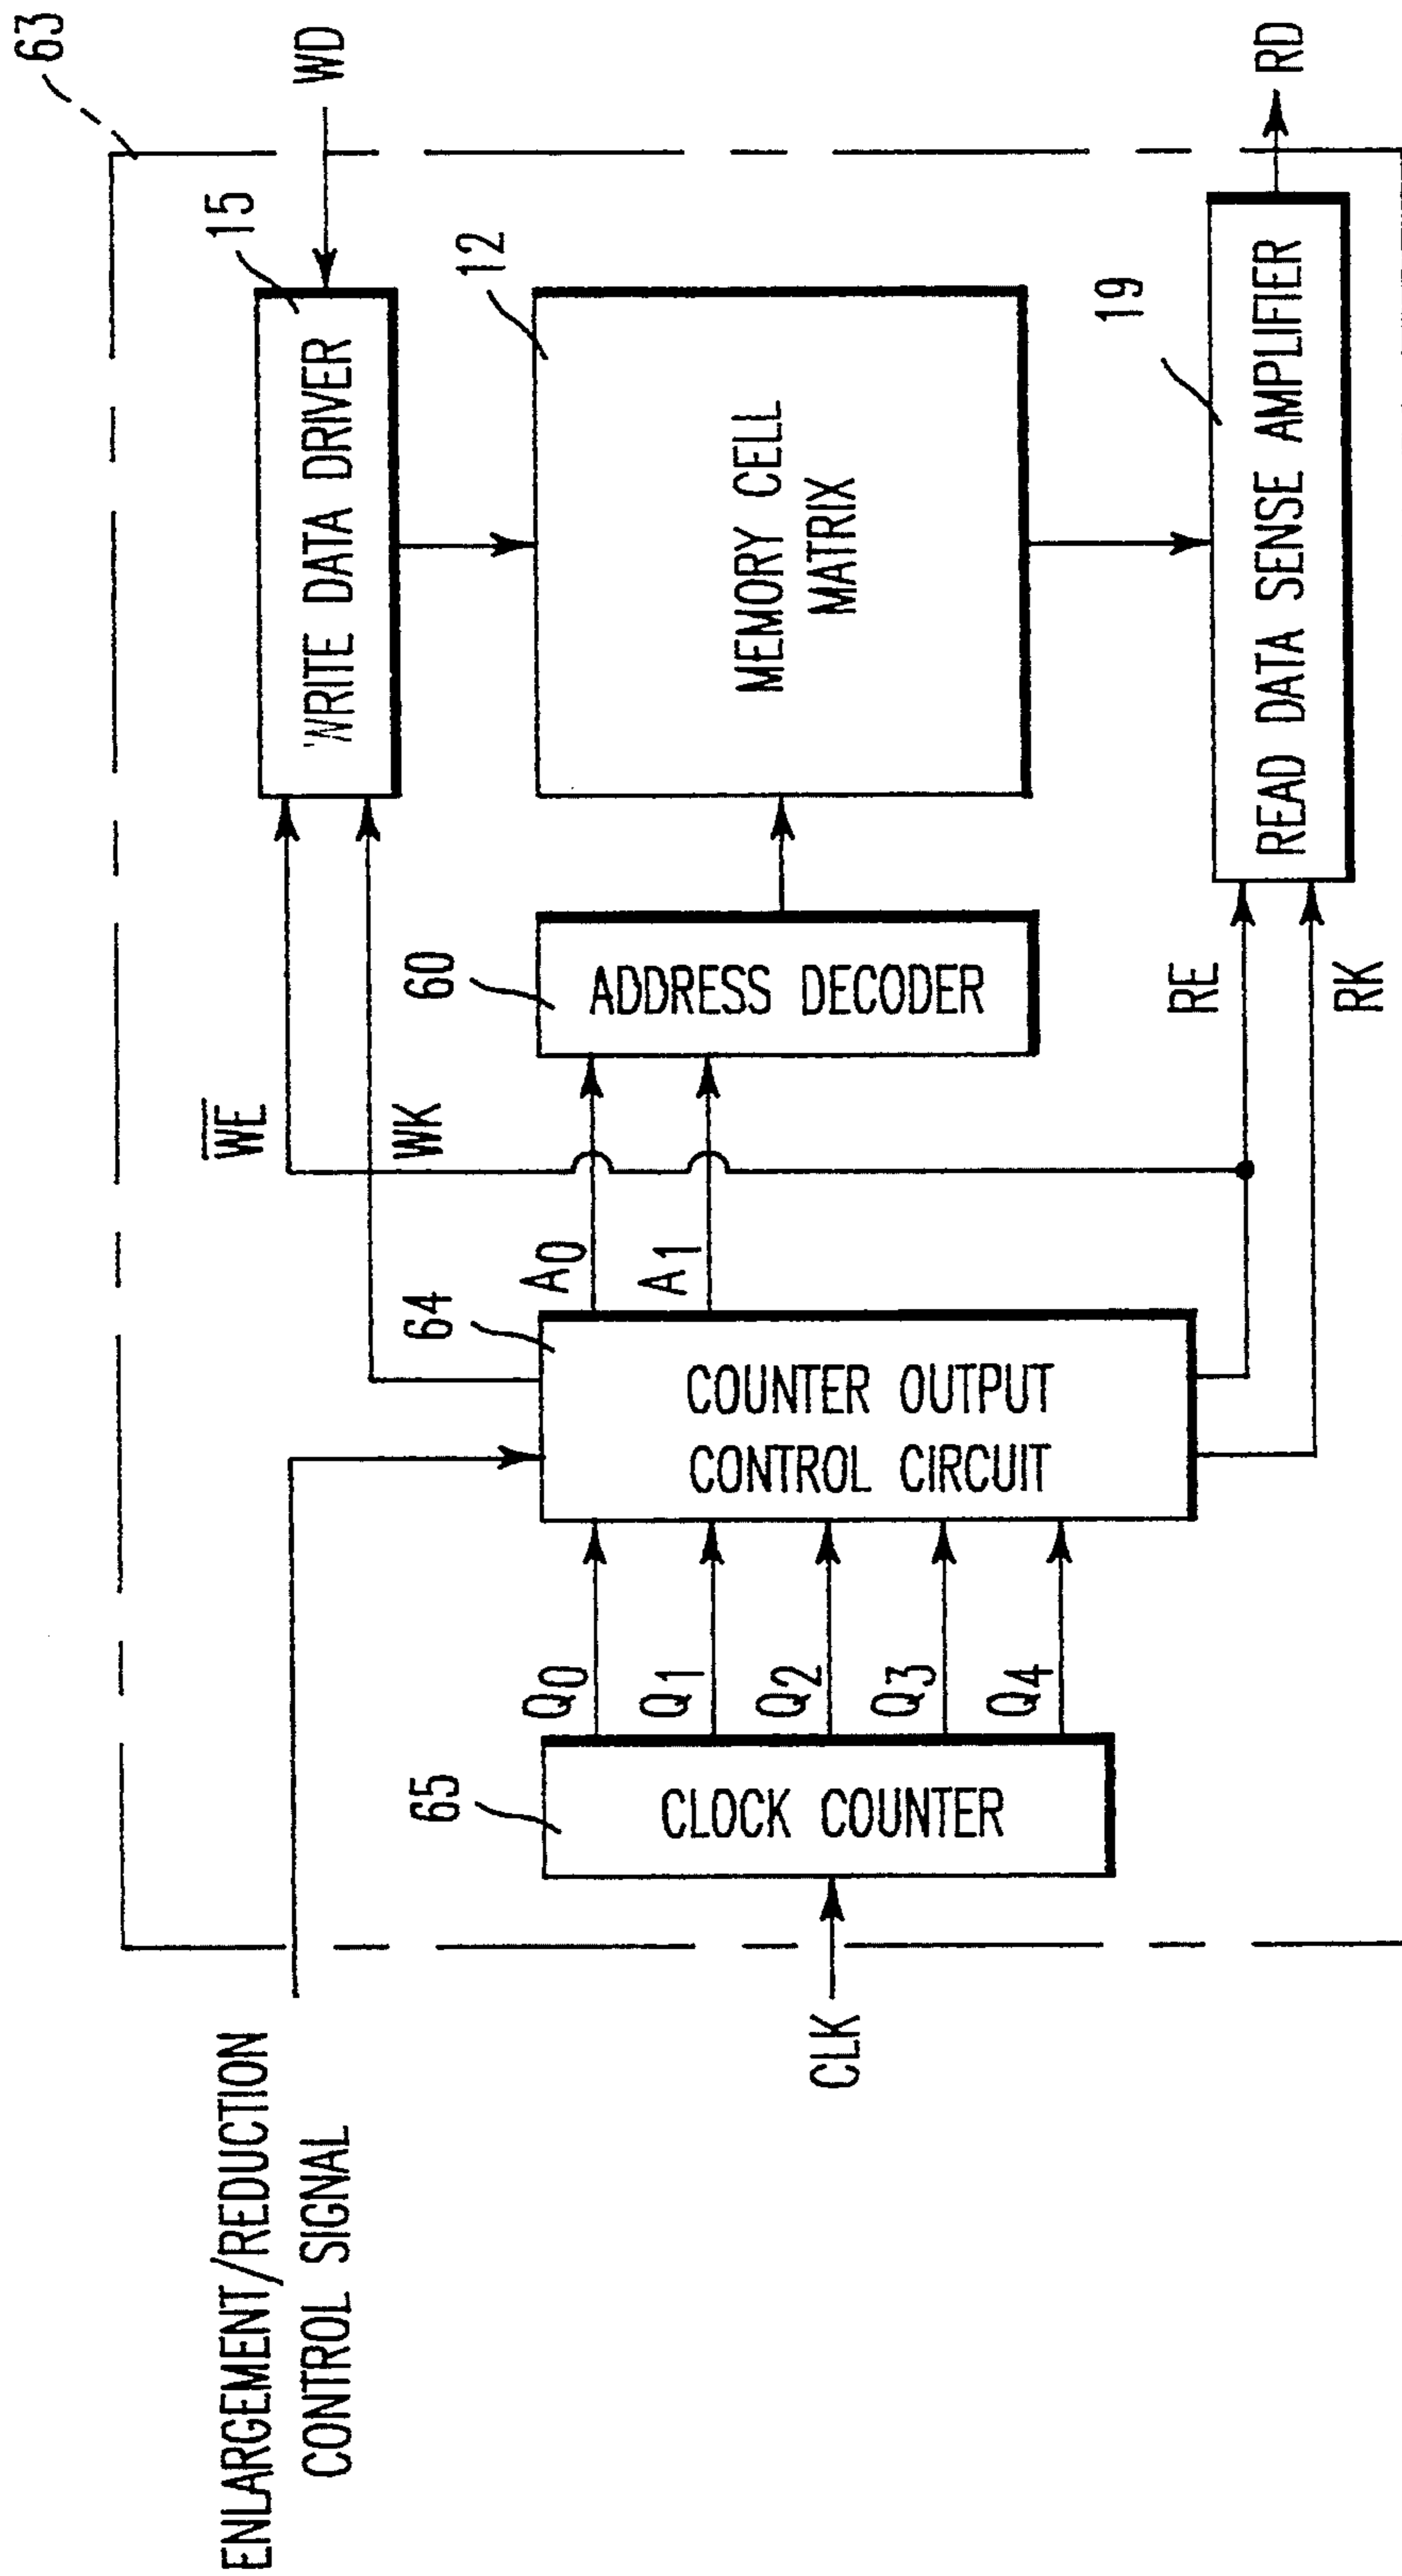 63
WD
15
WRITE DATA DRIVER
12
MEMORY CELL
MATRIX
19
READ DATA SENSE AMPLIFIER
RD
60
ADDRESS DECODER
W̅E̅
WK
RE
RK
A0
A1
64
COUNTER OUTPUT
CONTROL CIRCUIT
Q0
Q1
Q2
Q3
Q4
65
CLOCK COUNTER
CLK
ENLARGEMENT/REDUCTION
CONTROL SIGNAL